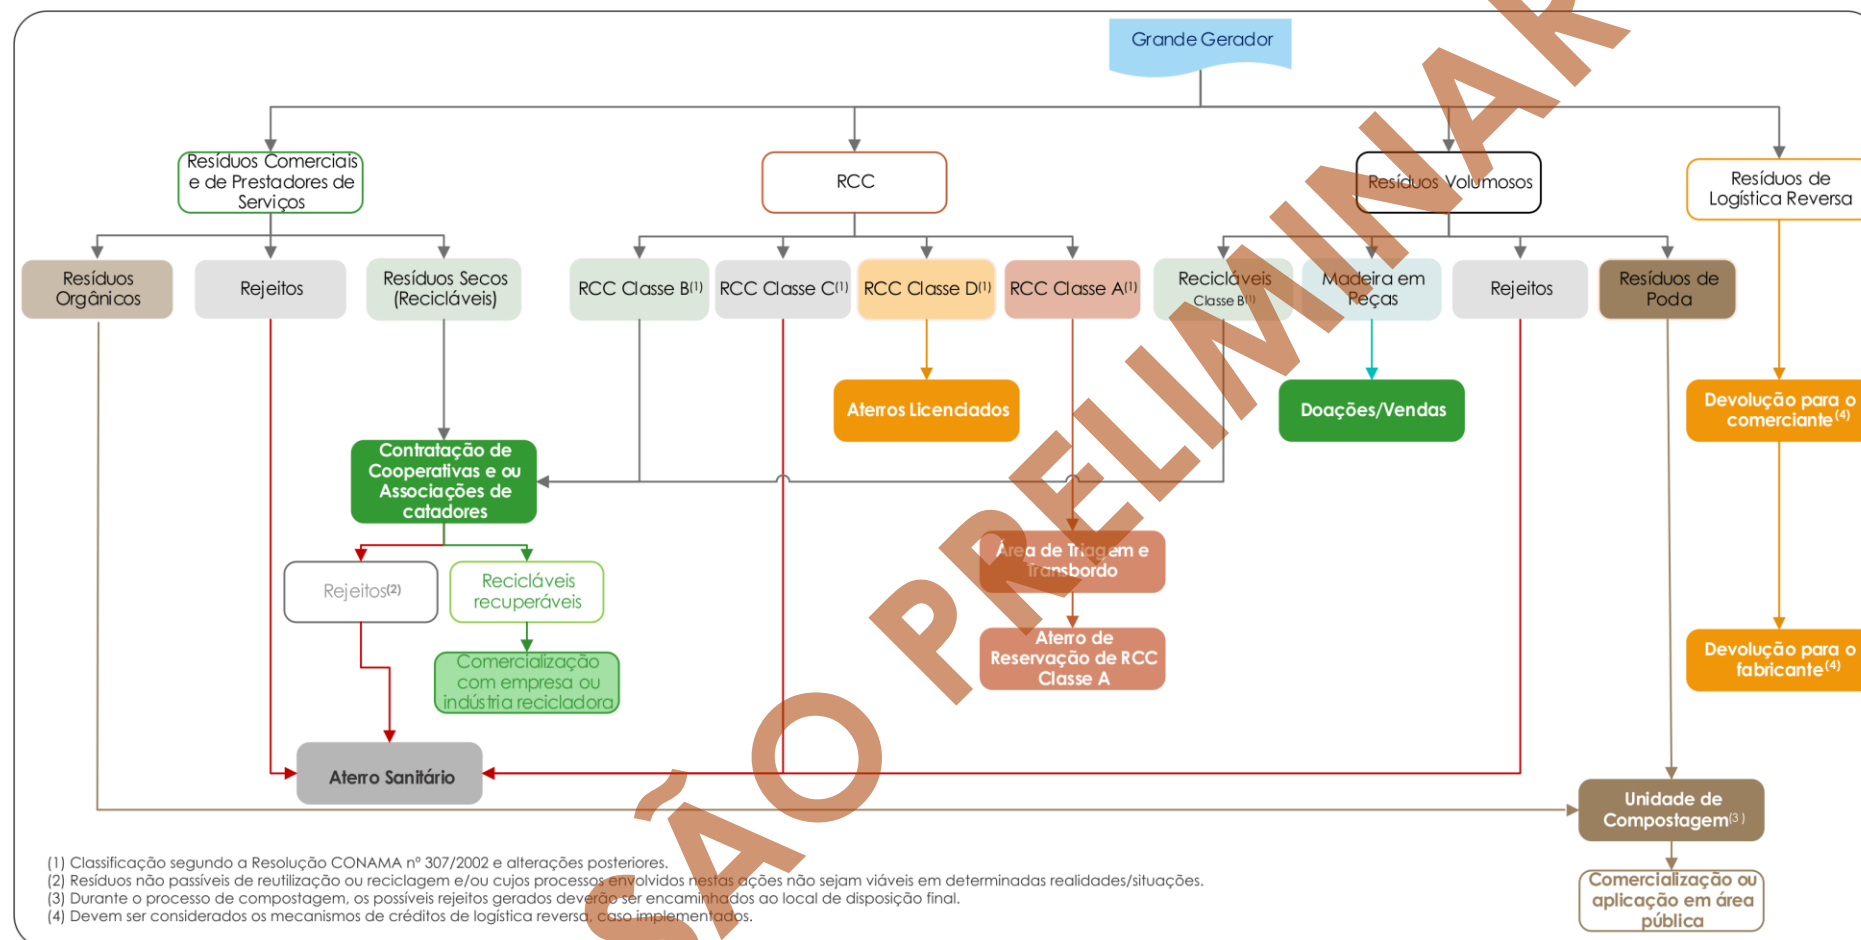 Grande Gerador
Resíduos Comerciais
e de Prestadores de
Serviços
RCC
Resíduos Volumosos
Resíduos de
Logística Reversa
Resíduos
Orgânicos
Rejeitos
Resíduos Secos
(Recicláveis)
RCC Classe B(1)
RCC Classe C(1)
RCC Classe D(1)
RCC Classe A(1)
Recicláveis
Classe B(1)
Madeira em
Peças
Rejeitos
Resíduos de
Poda
Aterros Licenciados
Doações/Vendas
Devolução para o
comerciante(4)
Contratação de
Cooperativas e ou
Associações de
catadores
Área de Triagem e
Transbordo
Rejeitos(2)
Recicláveis
recuperáveis
Aterro de
Reservação de RCC
Classe A
Devolução para o
fabricante(4)
Comercialização
com empresa ou
indústria recicladora
Aterro Sanitário
Unidade de
Compostagem(3)
Comercialização ou
aplicação em área
pública
(1) Classificação segundo a Resolução CONAMA nº 307/2002 e alterações posteriores.
(2) Resíduos não passíveis de reutilização ou reciclagem e/ou cujos processos envolvidos nestas ações não sejam viáveis em determinadas realidades/situações.
(3) Durante o processo de compostagem, os possíveis rejeitos gerados deverão ser encaminhados ao local de disposição final.
(4) Devem ser considerados os mecanismos de créditos de logística reversa, caso implementados.
SÃO PRELIMINAR